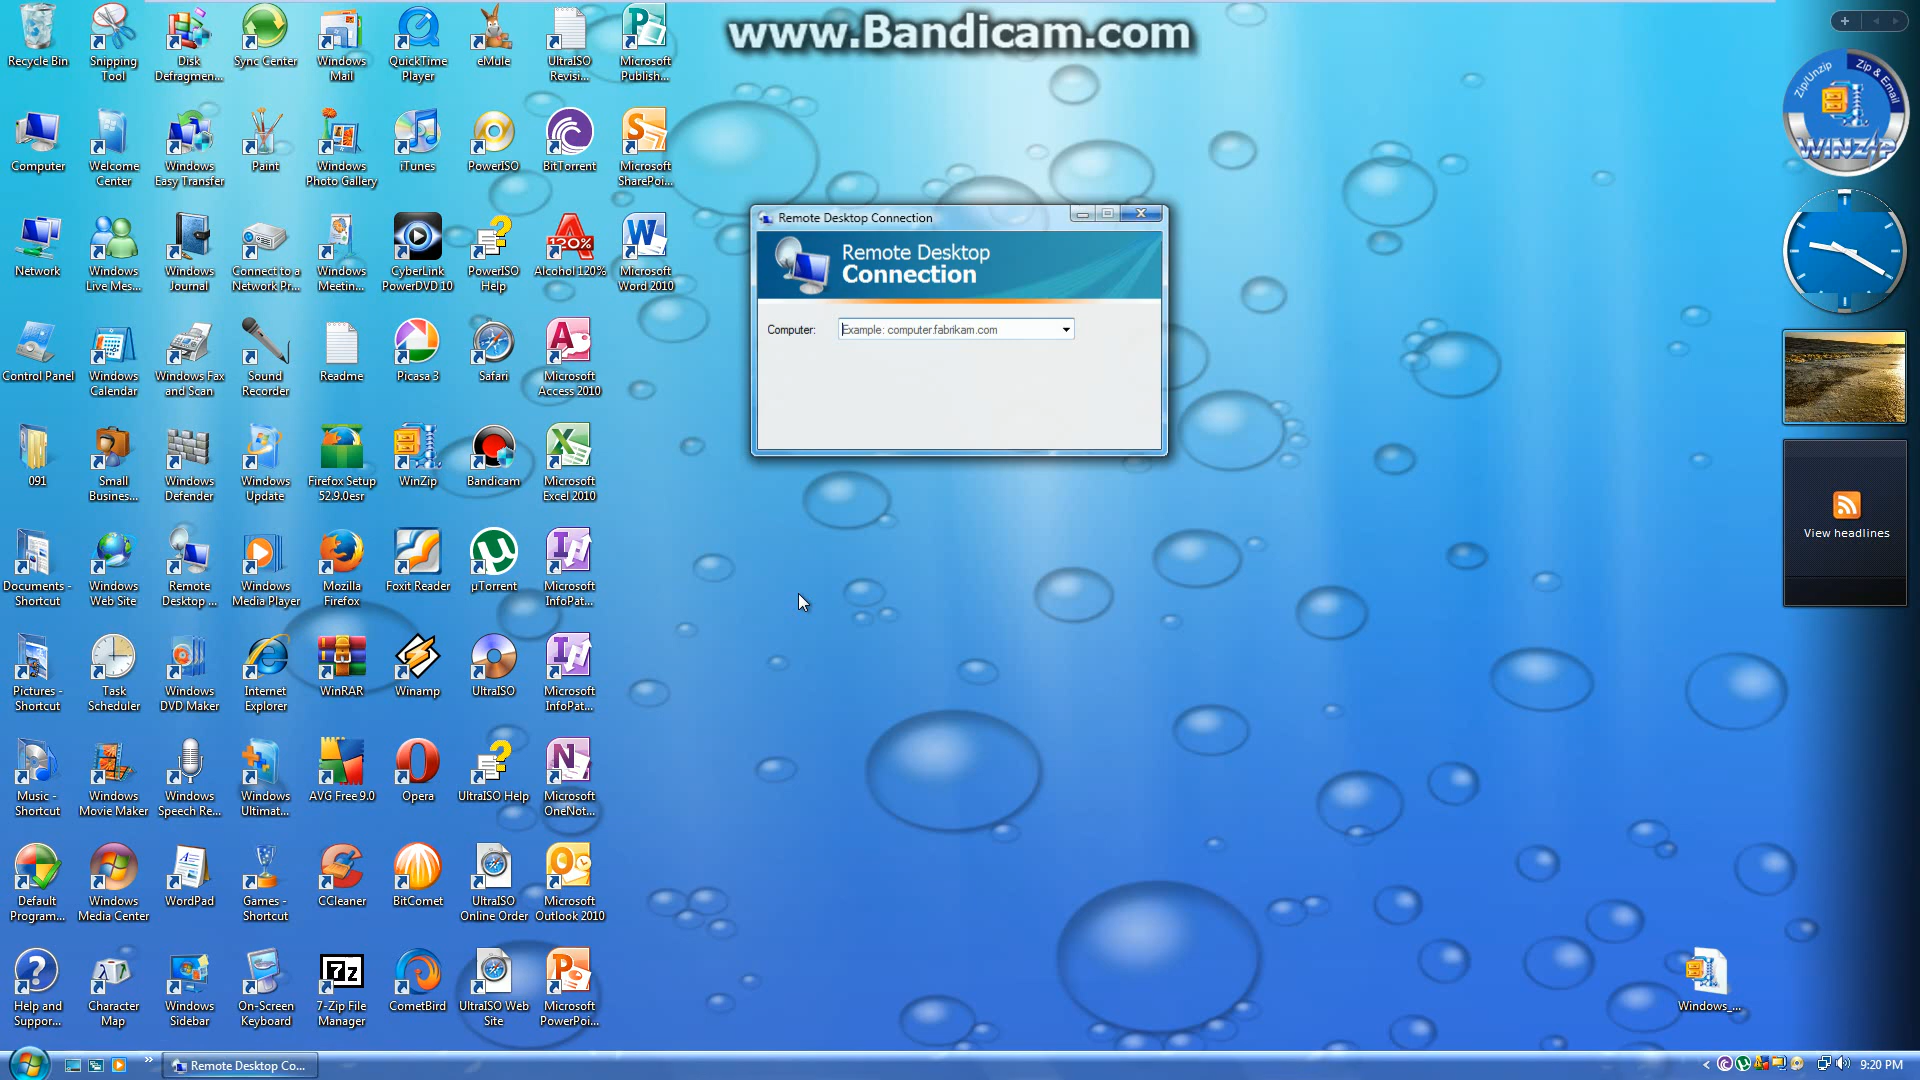 www.Bandicam.com
Recycle Bin
Snipping
Tool
Disk
Defragmen...
Sync Center
Windows
Mail
QuickTime
Player
eMule
UltraISO
Revisi...
Microsoft
Publish...
Computer
Welcome
Center
Windows
Easy Transfer
Paint
Windows
Photo Gallery
iTunes
PowerISO
BitTorrent
Microsoft
SharePoi...
Network
Windows
Live Mes...
Windows
Journal
Connect to a
Network Pr...
Windows
Meetin...
CyberLink
PowerDVD 10
PowerISO
Help
120%
Alcohol 120%
Microsoft
Word 2010
Control Panel
Windows
Calendar
Windows Fax
and Scan
Sound
Recorder
Readme
Picasa 3
Safari
Microsoft
Access 2010
091
Small
Business...
Windows
Defender
Windows
Update
Firefox Setup
52.9.0esr
WinZip
Bandicam
Microsoft
Excel 2010
Documents -
Shortcut
Windows
Web Site
Remote
Desktop ...
Windows
Media Player
Mozilla
Firefox
Foxit Reader
µTorrent
Microsoft
InfoPat...
Pictures -
Shortcut
Task
Scheduler
Windows
DVD Maker
Internet
Explorer
WinRAR
Winamp
UltraISO
Microsoft
InfoPat...
Music -
Shortcut
Windows
Movie Maker
Windows
Speech Re...
Windows
Ultimat...
AVG Free 9.0
Opera
UltraISO Help
Microsoft
OneNot...
Default
Program...
Windows
Media Center
WordPad
Games -
Shortcut
CCleaner
BitComet
UltraISO
Online Order
Microsoft
Outlook 2010
Help and
Suppor...
Character
Map
Windows
Sidebar
On-Screen
Keyboard
7z
7-Zip File
Manager
CometBird
UltraISO Web
Site
Microsoft
PowerPoi...
Remote Desktop Connection
Remote Desktop
Connection
Computer:
Example: computer.fabrikam.com
Zip/Unzip
Zip & Email
WINZIP
View headlines
Windows_...
Remote Desktop Co...
9:20 PM